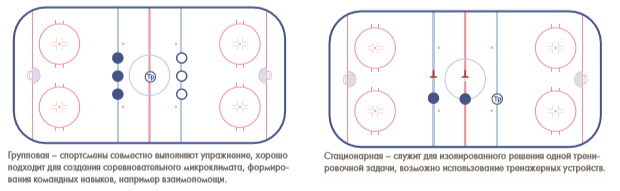 Тр
Тр
Групповая – спортсмены совместно выполняют упражнение, хорошо
подходит для создания соревновательного микроклимата, формиро-
вания командных навыков, например взаимопомощи.
Стационарная – служит для изолированного решения одной трени-
ровочной задачи, возможно использование тренажерных устройств.